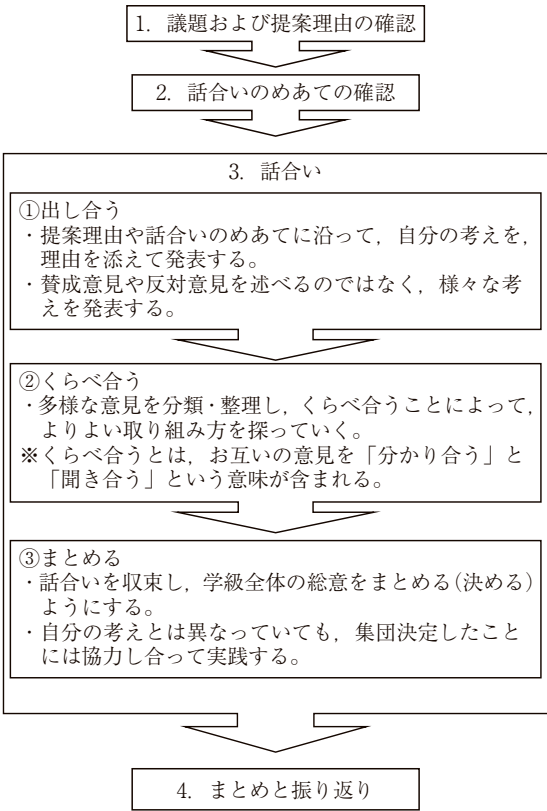 1. 議題および提案理由の確認
2. 話合いのめあての確認
3. 話合い
①出し合う
・提案理由や話合いのめあてに沿って，自分の考えを，
理由を添えて発表する。
・賛成意見や反対意見を述べるのではなく，様々な考
えを発表する。
②くらべ合う
・多様な意見を分類・整理し，くらべ合うことによって，
よりよい取り組み方を探っていく。
※くらべ合うとは，お互いの意見を「分かり合う」と
「聞き合う」という意味が含まれる。
③まとめる
・話合いを収束し，学級全体の総意をまとめる(決める)
ようにする。
・自分の考えとは異なっていても，集団決定したこと
には協力し合って実践する。
4. まとめと振り返り